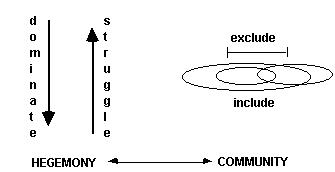 dominate
struggle
exclude
include
HEGEMONY
COMMUNITY